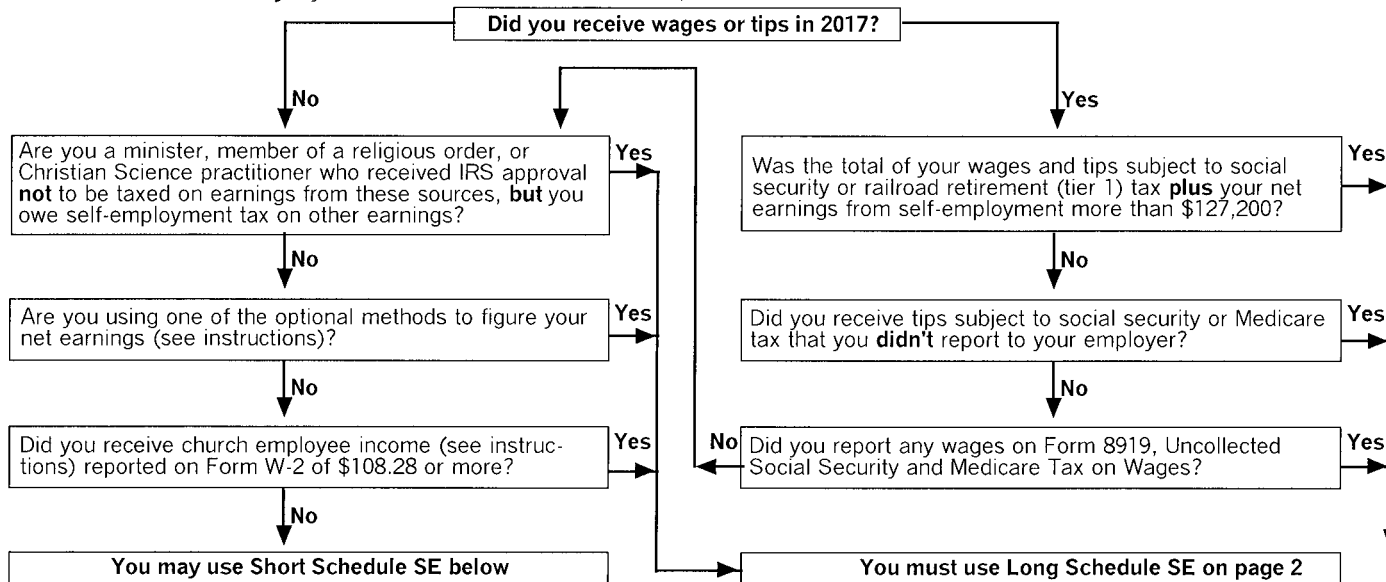 Did you receive wages or tips in 2017?
No
Yes
Are you a minister, member of a religious order, or
Christian Science practitioner who received IRS approval
not to be taxed on earnings from these sources, but you
owe self-employment tax on other earnings?
Yes
No
Are you using one of the optional methods to figure your
net earnings (see instructions)?
Yes
No
Did you receive church employee income (see instruc-
tions) reported on Form W-2 of $108.28 or more?
Yes
No
You may use Short Schedule SE below
Was the total of your wages and tips subject to social
security or railroad retirement (tier 1) tax plus your net
earnings from self-employment more than $127,200?
Yes
No
Did you receive tips subject to social security or Medicare
tax that you didn't report to your employer?
Yes
No
No
Did you report any wages on Form 8919, Uncollected
Social Security and Medicare Tax on Wages?
Yes
You must use Long Schedule SE on page 2